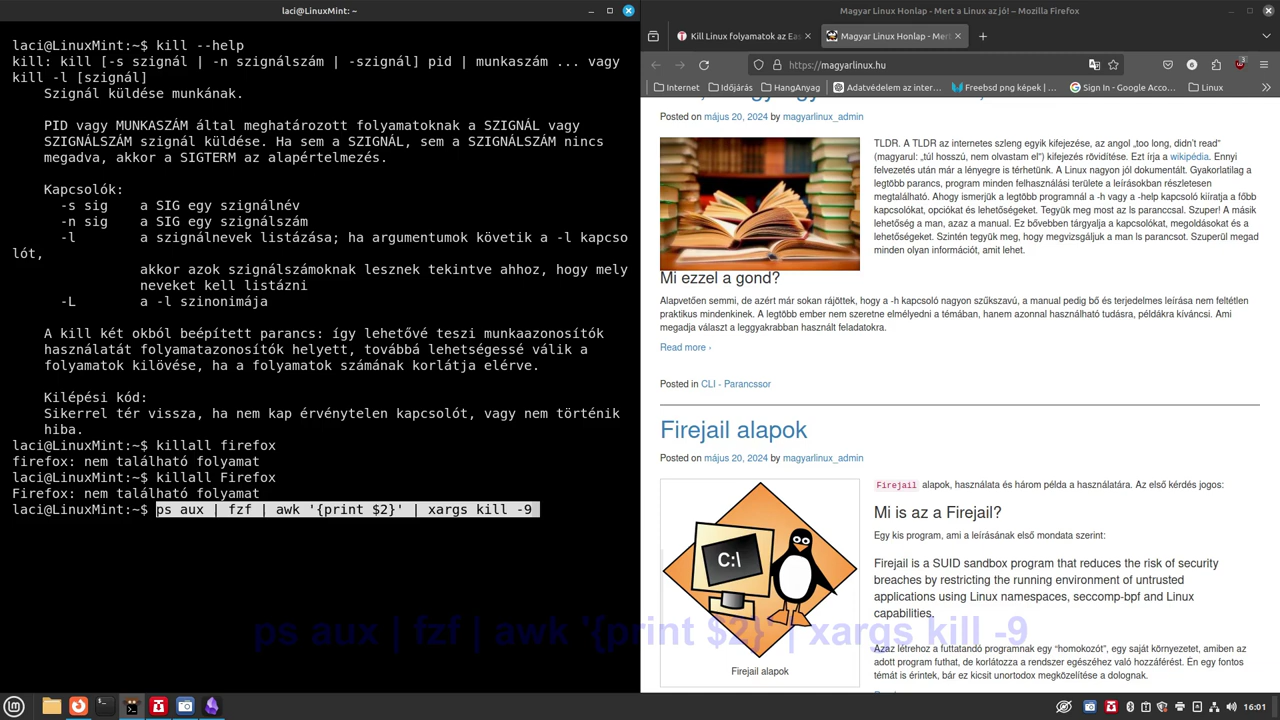 laci@LinuxMint: ~
laci@LinuxMint:~$ kill --help
kill: kill [-s szignál | -n szignálszám | -szignál] pid | munkaszám ... vagy
kill -l [szignál]
Szignál küldése munkának.
PID vagy MUNKASZÁM által meghatározott folyamatoknak a SZIGNÁL vagy
SZIGNÁLSZÁM szignál küldése. Ha sem a SZIGNÁL, sem a SZIGNÁLSZÁM nincs
megadva, akkor a SIGTERM az alapértelmezés.
Kapcsolók:
-s sig    a SIG egy szignálnév
-n sig    a SIG egy szignálszám
-l        a szignálnevek listázása; ha argumentumok követik a -l kapcso
lót,
akkor azok szignálszámoknak lesznek tekintve ahhoz, hogy mely
neveket kell listázni
-L        a -l szinonimája
A kill két okból beépített parancs: így lehetővé teszi munkaazonosítók
használatát folyamatazonosítók helyett, továbbá lehetségessé válik a
folyamatok kilövése, ha a folyamatok számának korlátja elérve.
Kilépési kód:
Sikerrel tér vissza, ha nem kap érvénytelen kapcsolót, vagy nem történik
hiba.
laci@LinuxMint:~$ killall firefox
firefox: nem található folyamat
laci@LinuxMint:~$ killall Firefox
Firefox: nem található folyamat
laci@LinuxMint:~$ ps aux | fzf | awk '{print $2}' | xargs kill -9
Magyar Linux Honlap - Mert a Linux az jó! – Mozilla Firefox
Kill Linux folyamatok az Eas
Magyar Linux Honlap - Mert
https://magyarlinux.hu
Internet
Időjárás
HangAnyag
Adatvédelem az inter…
Freebsd png képek | …
Sign In - Google Acco…
Linux
Posted on május 20, 2024 by magyarlinux_admin
TLDR. A TLDR az internetes szleng egyik kifejezése, az angol „too long, didn't read”
(magyarul: „túl hosszú, nem olvastam el”) kifejezés rövidítése. Ezt írja a wikipédia. Ennyi
felvezetés után már a lényegre is térhetünk. A Linux nagyon jól dokumentált. Gyakorlatilag a
legtöbb parancs, program minden felhasználási területe a leírásokban részletesen
megtalálható. Ahogy ismerjük a legtöbb programnál a -h vagy a -help kapcsoló kiíratja a főbb
kapcsolókat, opciókat és lehetőségeket. Tegyük meg most az ls paranccsal. Szuper! A másik
lehetőség a man, azaz a manual. Ez bővebben tárgyalja a kapcsolókat, megoldásokat és a
lehetőségeket. Szintén tegyük meg, hogy megvizsgáljuk a man ls parancsot. Szuperül megad
minden olyan információt, amit lehet.
Mi ezzel a gond?
Alapvetően semmi, de azért már sokan rájöttek, hogy a -h kapcsoló nagyon szűkszavú, a manual pedig bő és terjedelmes leírása nem feltétlen
praktikus mindenkinek. A legtöbb ember nem szeretne elmélyedni a témában, hanem azonnal használható tudásra, példákra kíváncsi. Ami
megadja választ a leggyakrabban használt feladatokra.
Read more ›
Posted in CLI - Parancssor
Firejail alapok
Posted on május 20, 2024 by magyarlinux_admin
Firejail alapok, használata és három példa a használatára. Az első kérdés jogos:
Mi is az a Firejail?
Egy kis program, ami a leírásának első mondata szerint:
Firejail is a SUID sandbox program that reduces the risk of security
breaches by restricting the running environment of untrusted
applications using Linux namespaces, seccomp-bpf and Linux
capabilities.
C:\
Firejail alapok
ps aux | fzf | awk '{print $2}' | xargs kill -9
Azaz létrehoz a futtatandó programnak egy “homokozót”, egy saját környezetet, amiben az
adott program futhat, de korlátozza a rendszer egészéhez való hozzáférést. Én egy fontos
témát is érintek, bár ez kicsit unortodox megközelítése a dolognak.
16:01